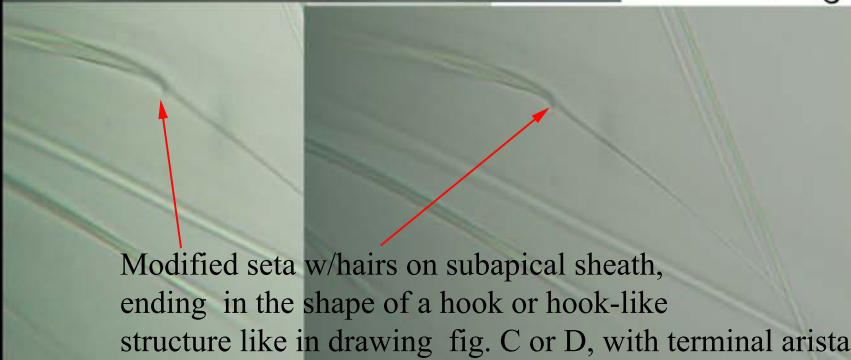 Modified seta w/hairs on subapical sheath,
ending in the shape of a hook or hook-like
structure like in drawing fig. C or D, with terminal arista